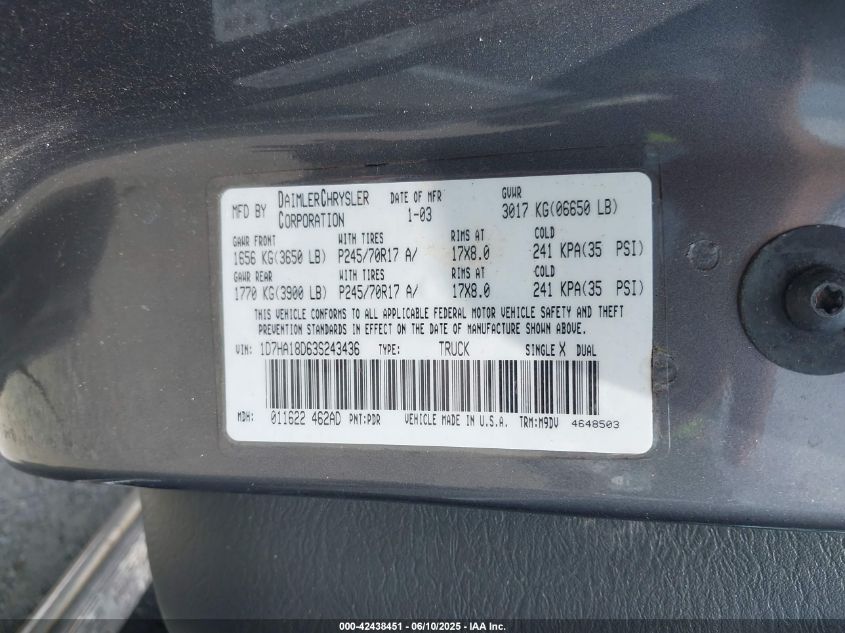 MFD BY DAIMLERCHRYSLER CORPORATION DATE OF MFR 1-03 GVWR 3017 KG(06650 LB)
GAWR FRONT WITH TIRES RIMS AT COLD
1656 KG(3650 LB) P245/70R17 A/ 17X8.0 241 KPA(35 PSI)
GAWR REAR WITH TIRES RIMS AT COLD
1770 KG(3900 LB) P245/70R17 A/ 17X8.0 241 KPA(35 PSI)
THIS VEHICLE CONFORMS TO ALL APPLICABLE FEDERAL MOTOR VEHICLE SAFETY AND THEFT
PREVENTION STANDARDS IN EFFECT ON THE DATE OF MANUFACTURE SHOWN ABOVE.
VIN: 1D7HA18D63S243436 TYPE: TRUCK SINGLE X DUAL
MDH: 011622 462AD PNT:PDR VEHICLE MADE IN U.S.A. TRM:M9DV 4648503
000-42438451 - 06/10/2025 - IAA Inc.